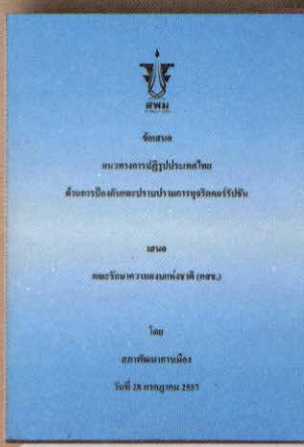 สพม
ข้อเสนอ
แนวทางการปฏิรูปประเทศไทย
ด้านการป้องกันและปราบปรามการทุจริตคอร์รัปชัน
เสนอ
คณะรักษาความสงบแห่งชาติ (คสช.)
โดย
สภาพัฒนาการเมือง
วันที่ 28 กรกฎาคม 2557